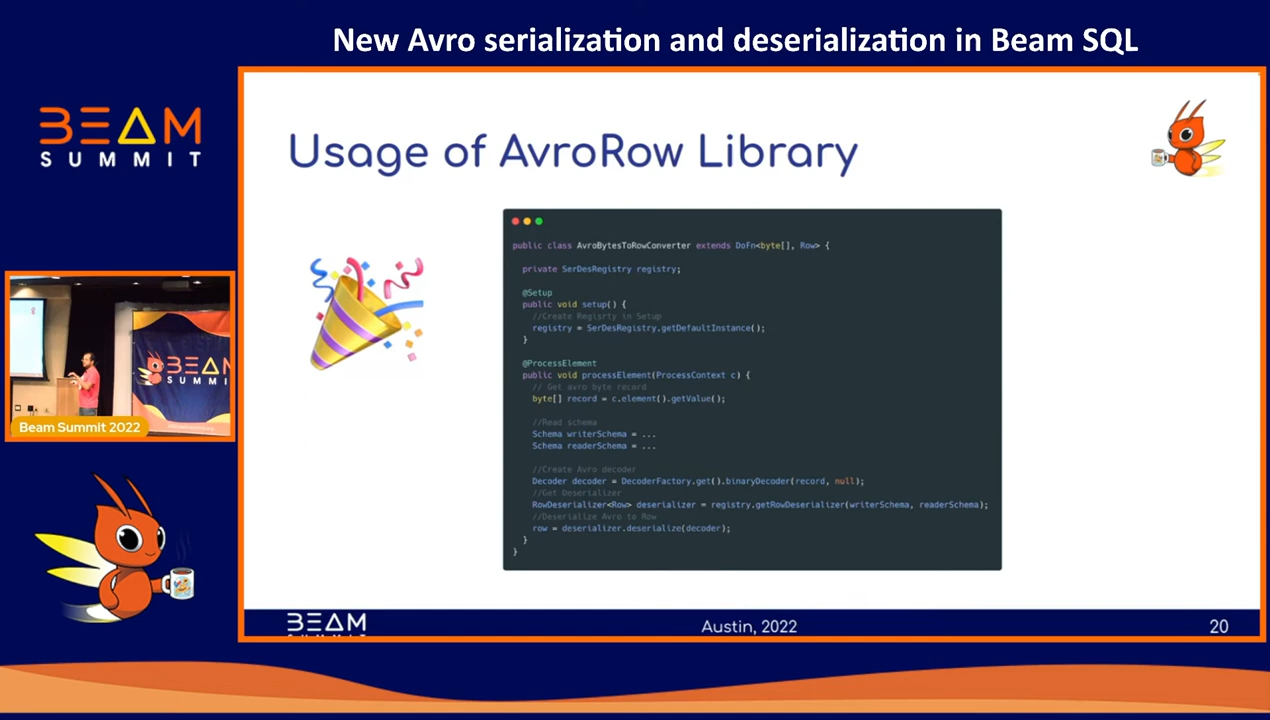 New Avro serialization and deserialization in Beam SQL
BEAM
SUMMIT
Usage of AvroRow Library
public class AvroBytesToRowConverter extends DoFn<byte[], Row> {
private SerDesRegistry registry;
@Setup
public void setup() {
//Create Regisrty in Setup
registry = SerDesRegistry.getDefaultInstance();
}
@ProcessElement
public void processElement(ProcessContext c) {
// Get avro byte record
byte[] record = c.element().getValue();
//Read schema
Schema writerSchema = ...
Schema readerSchema = ...
//Create Avro decoder
Decoder decoder = DecoderFactory.get().binaryDecoder(record, null);
//Get Deserializer
RowDeserializer<Row> deserializer = registry.getRowDeserializer(writerSchema, readerSchema);
//Deserialize Avro to Row
row = deserializer.deserialize(decoder);
}
}
BEAM
SUMMIT
Beam Summit 2022
BEAM
Austin, 2022
20